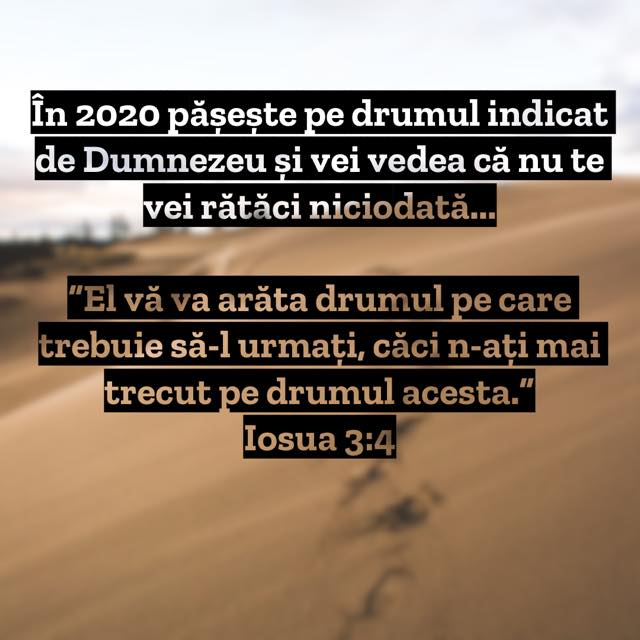 În 2020 pășește pe drumul indicat
de Dumnezeu și vei vedea că nu te
vei rătăci niciodată...
"El vă va arăta drumul pe care
trebuie să-l urmați, căci n-ați mai
trecut pe drumul acesta."
Iosua 3:4